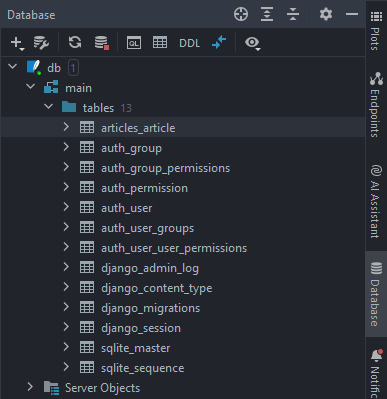 Database
QL
DDL
db 1
main
tables 13
articles_article
auth_group
auth_group_permissions
auth_permission
auth_user
auth_user_groups
auth_user_user_permissions
django_admin_log
django_content_type
django_migrations
django_session
sqlite_master
sqlite_sequence
Server Objects
Plots
Endpoints
AI Assistant
Database
Notific